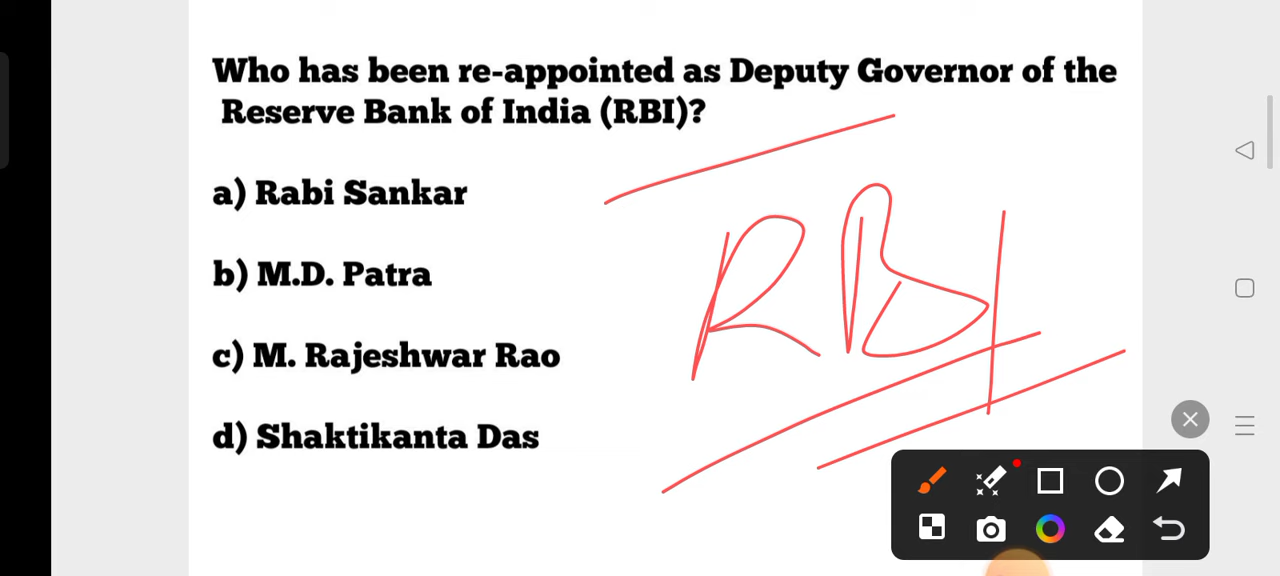 Who has been re-appointed as Deputy Governor of the
Reserve Bank of India (RBI)?
a) Rabi Sankar
b) M.D. Patra
c) M. Rajeshwar Rao
d) Shaktikanta Das
RBI